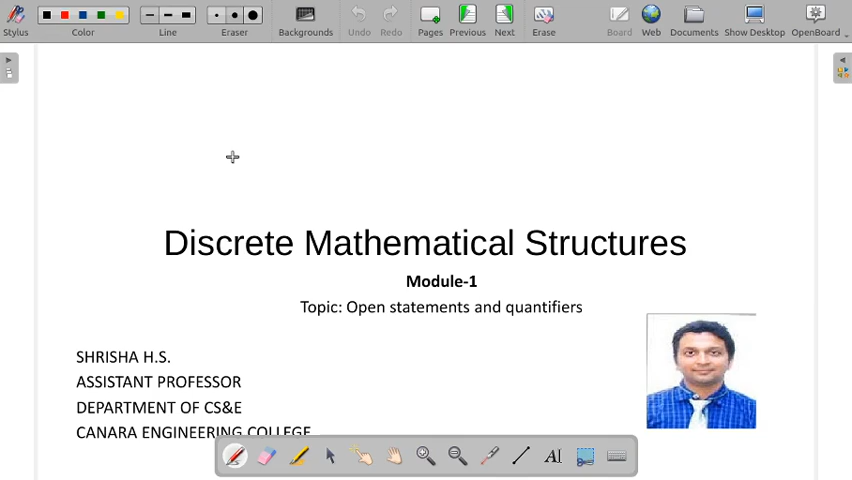 Stylus
Color
Line
Eraser
Backgrounds
Undo
Redo
Pages
Previous
Next
Erase
Board
Web
Documents
Show Desktop
OpenBoard
Discrete Mathematical Structures
Module-1
Topic: Open statements and quantifiers
SHRISHA H.S.
ASSISTANT PROFESSOR
DEPARTMENT OF CS&E
CANARA ENGINEERING COLLEGE
AI